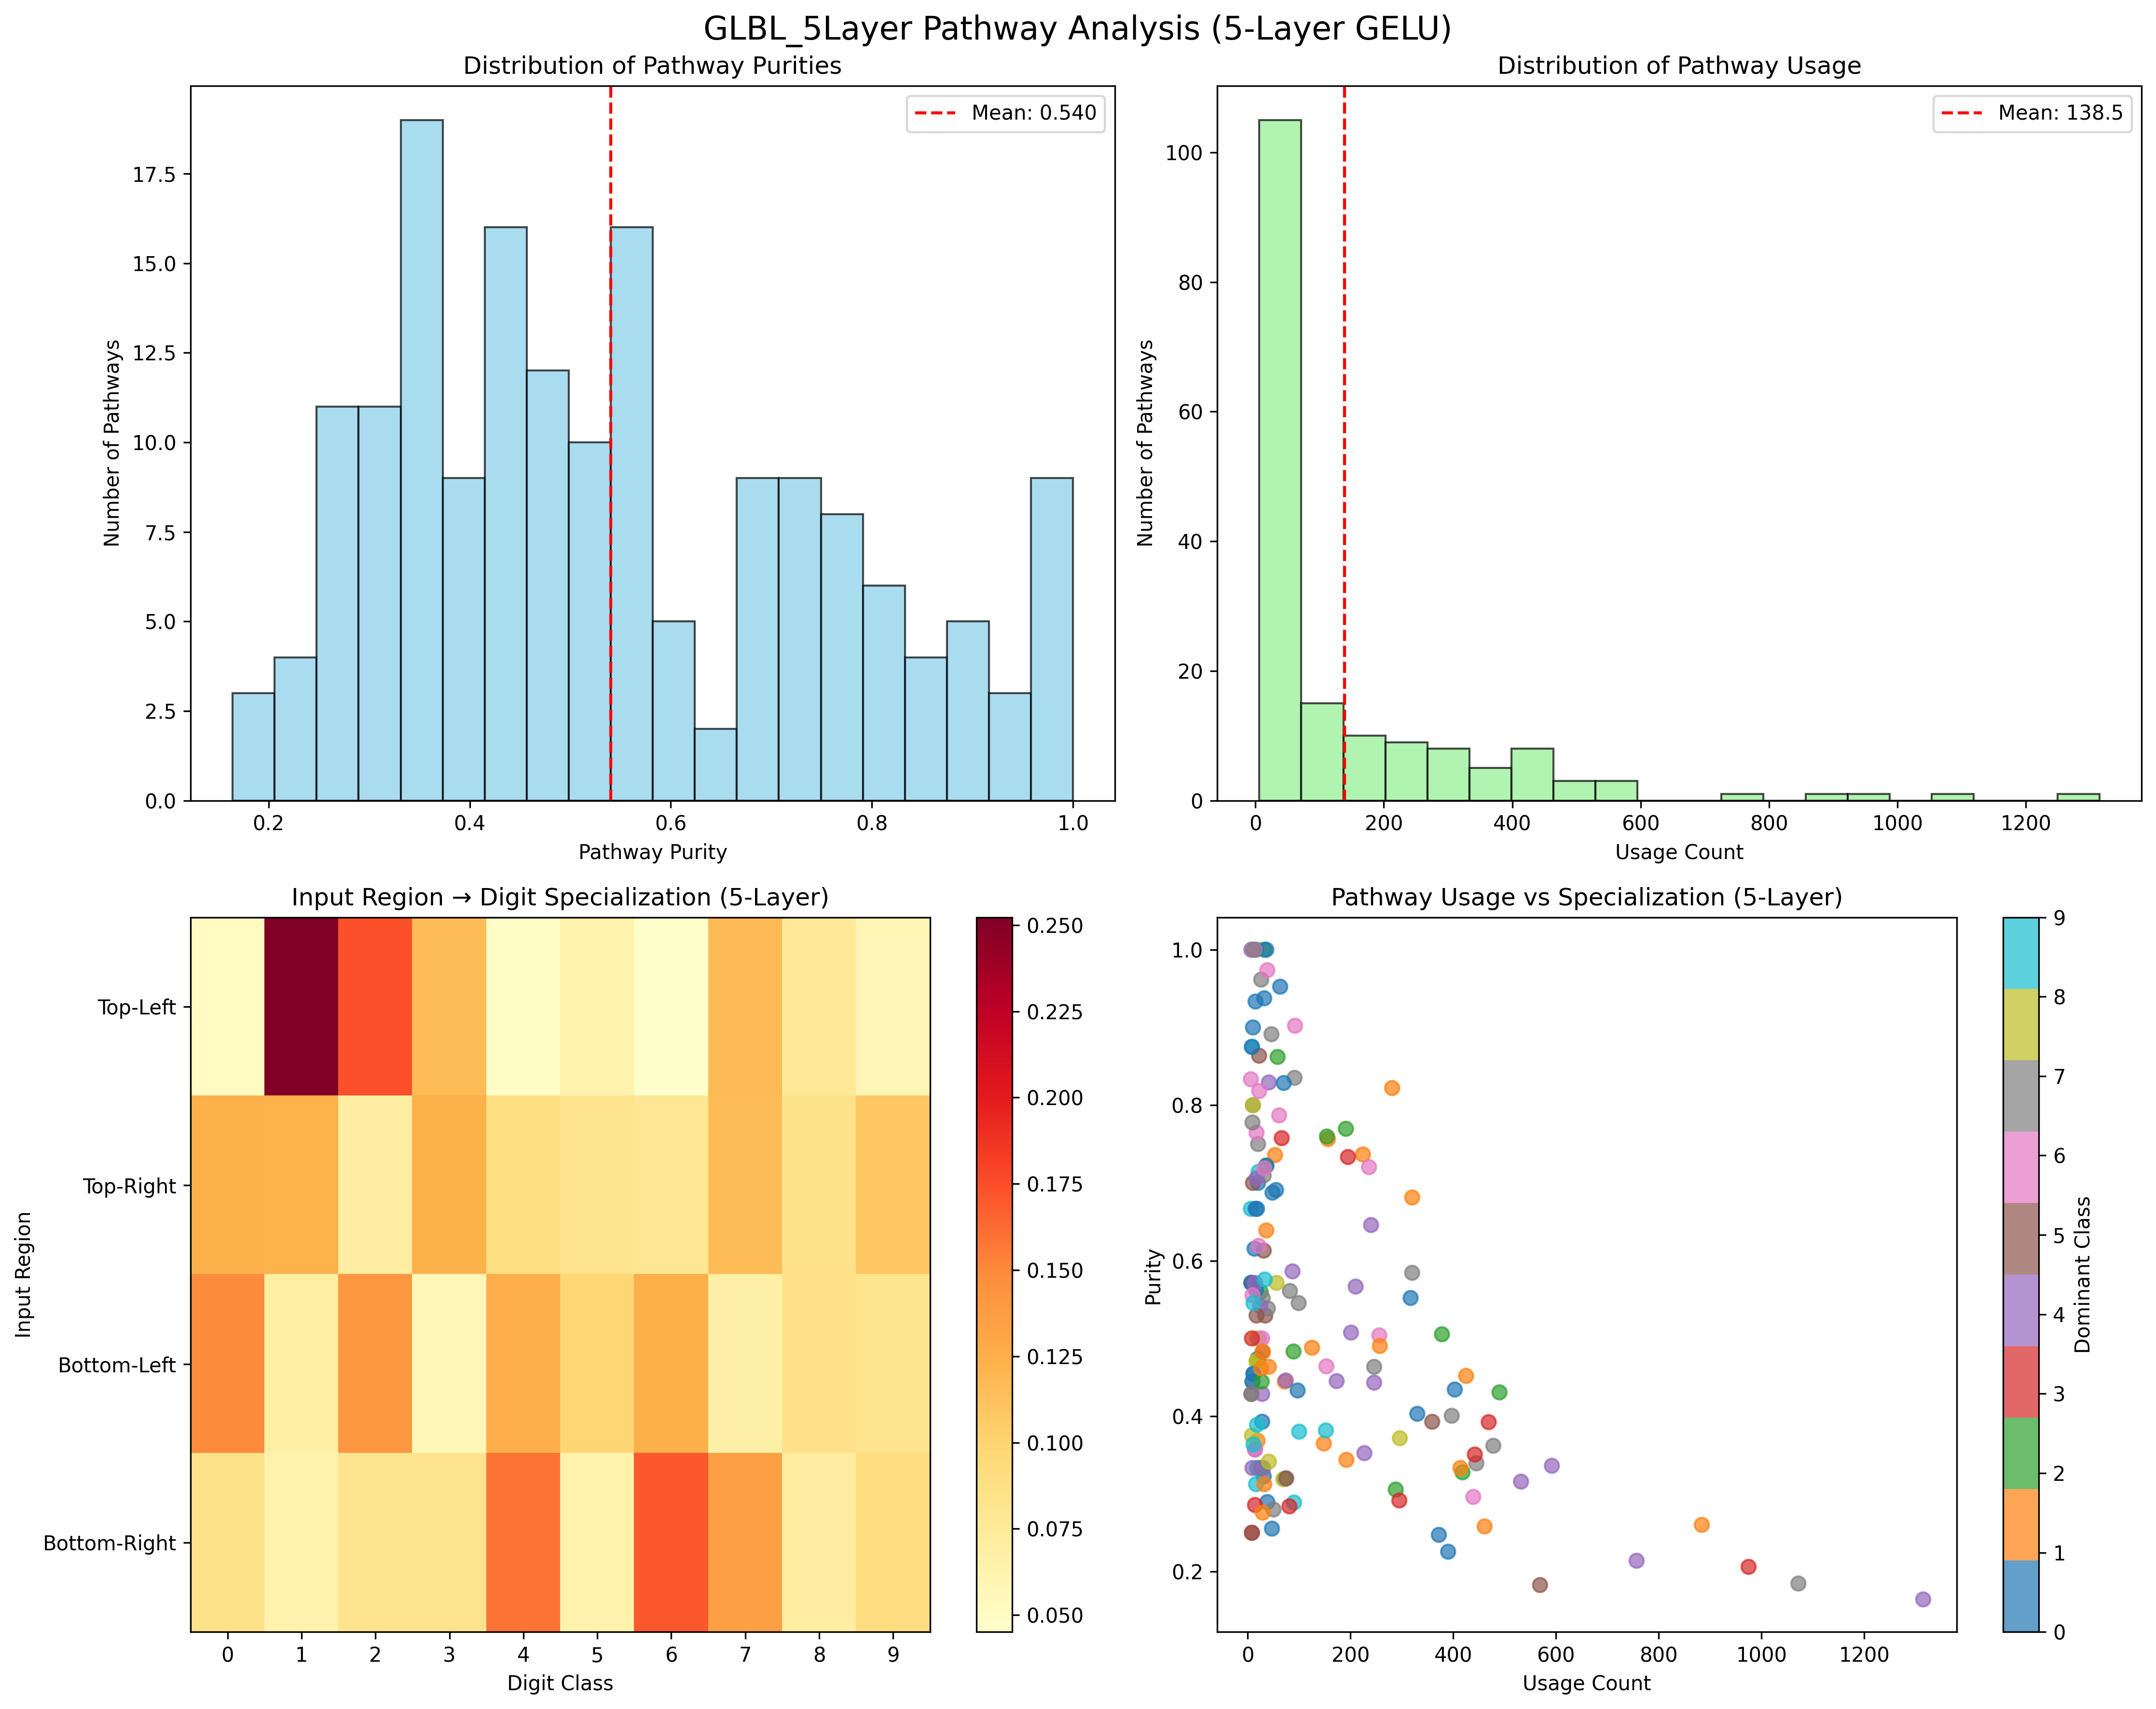 GLBL_5Layer Pathway Analysis (5-Layer GELU)
Distribution of Pathway Purities
Mean: 0.540
17.5
15.0
12.5
10.0
7.5
5.0
2.5
0.0
Number of Pathways
0.2 0.4 0.6 0.8 1.0
Pathway Purity
Distribution of Pathway Usage
Mean: 138.5
100
80
60
40
20
0
Number of Pathways
0 200 400 600 800 1000 1200
Usage Count
Input Region → Digit Specialization (5-Layer)
Top-Left
Top-Right
Bottom-Left
Bottom-Right
Input Region
0 1 2 3 4 5 6 7 8 9
Digit Class
0.250
0.225
0.200
0.175
0.150
0.125
0.100
0.075
0.050
Pathway Usage vs Specialization (5-Layer)
1.0
0.8
0.6
0.4
0.2
Purity
0 200 400 600 800 1000 1200
Usage Count
9
8
7
6
5
4
3
2
1
0
Dominant Class